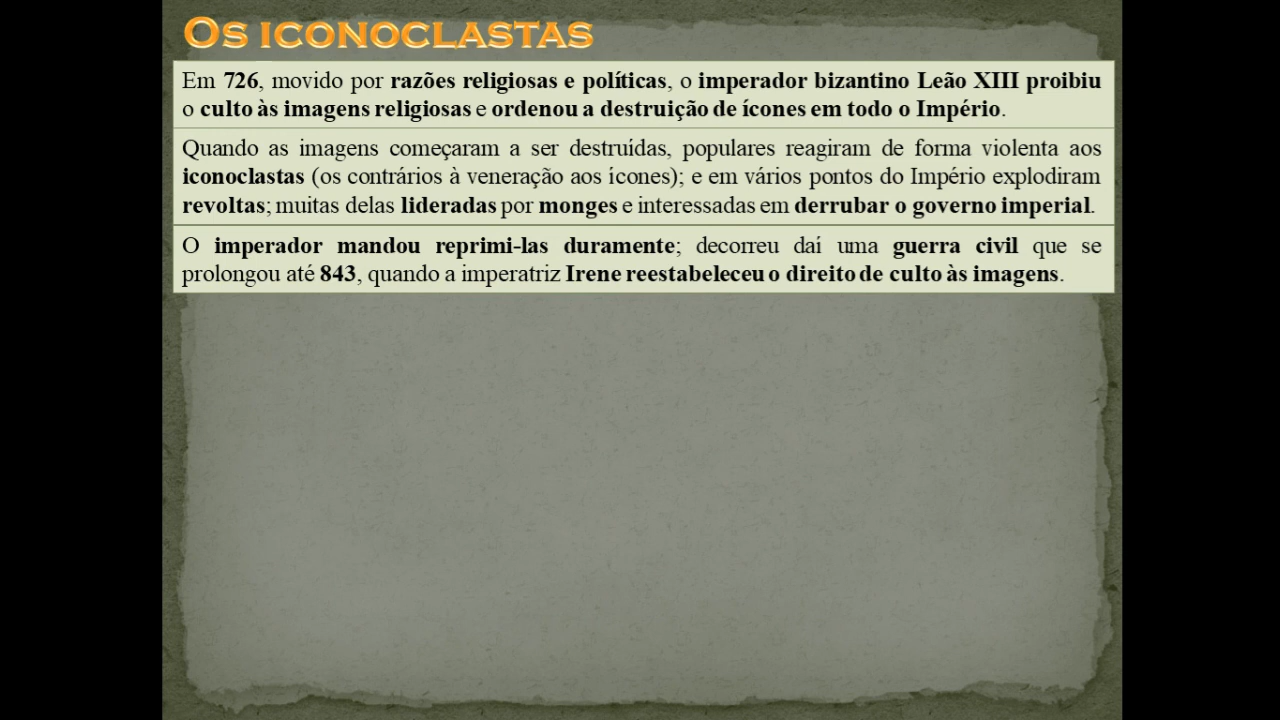 Os iconoclastas
Em 726, movido por razões religiosas e políticas, o imperador bizantino Leão XIII proibiu
o culto às imagens religiosas e ordenou a destruição de ícones em todo o Império.
Quando as imagens começaram a ser destruídas, populares reagiram de forma violenta aos
iconoclastas (os contrários à veneração aos ícones); e em vários pontos do Império explodiram
revoltas; muitas delas lideradas por monges e interessadas em derrubar o governo imperial.
O imperador mandou reprimi-las duramente; decorreu daí uma guerra civil que se
prolongou até 843, quando a imperatriz Irene reestabeleceu o direito de culto às imagens.